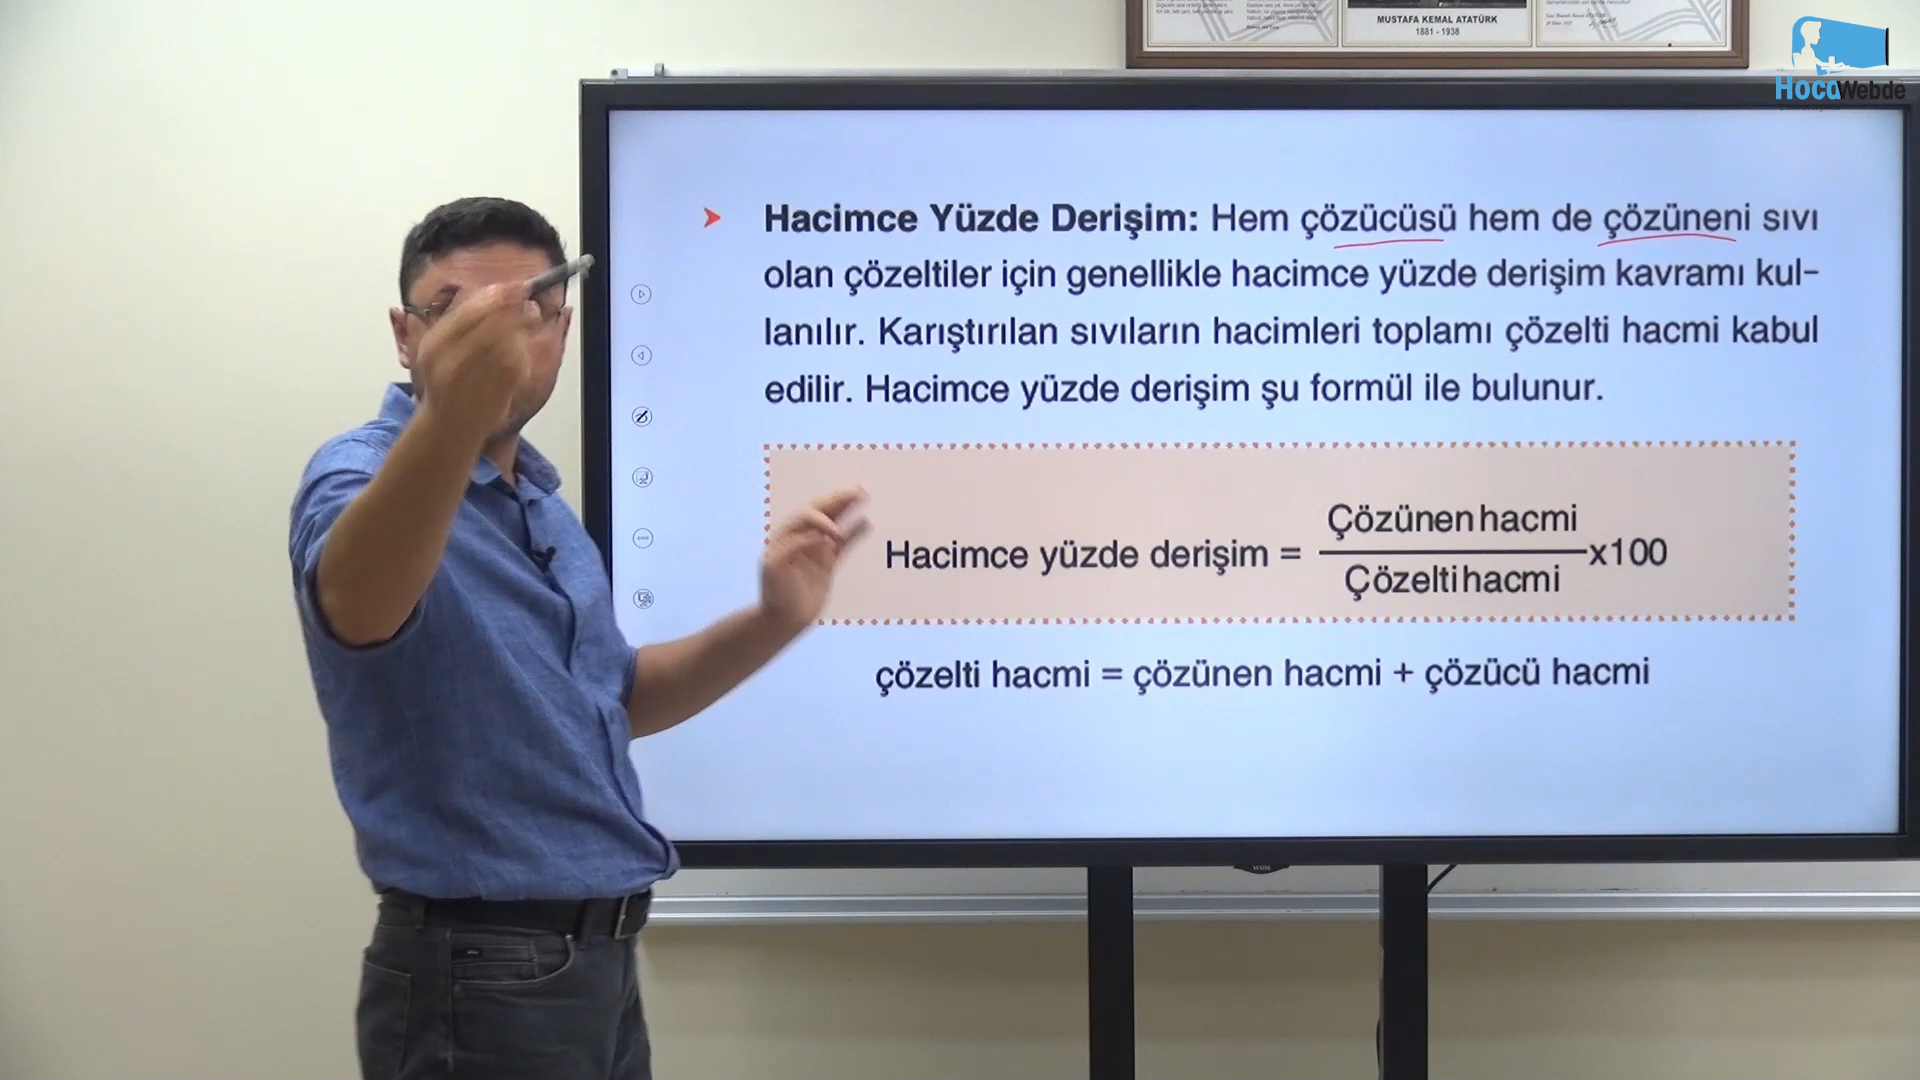 MUSTAFA KEMAL ATATÜRK
1881 - 1938
HocaWebde
➤ Hacimce Yüzde Derişim: Hem çözücüsü hem de çözüneni sıvı
olan çözeltiler için genellikle hacimce yüzde derişim kavramı kul-
lanılır. Karıştırılan sıvıların hacimleri toplamı çözelti hacmi kabul
edilir. Hacimce yüzde derişim şu formül ile bulunur.
Hacimce yüzde derişim = Çözünen hacmi / Çözelti hacmi x100
çözelti hacmi = çözünen hacmi + çözücü hacmi